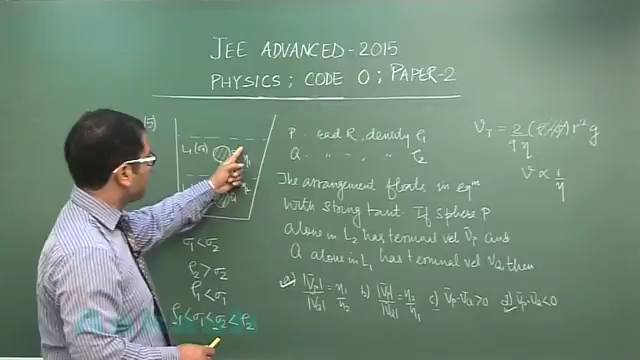 JEE ADVANCED-2015
PHYSICS; CODE 0; PAPER-2
5)
P - rad R, density ρ1
Q " " " "
The arrangement floats in eqm
with string taut. If sphere P
alone in L2 has terminal vel V̄P and
Q alone in L1 has terminal vel V̄Q then
a) |V̄P|/|V̄Q| = η1/η2 b) |V̄P|/|V̄Q| = η2/η1 c) V̄P·V̄Q>0 d) V̄P·V̄Q<0
L1(σ1)
η1
σ1 < σ2
ρ2 > σ2
ρ1 < σ1
ρ1 < σ1 < σ2 < ρ2
VT = 2/9η r² g
v ∝ 1/η